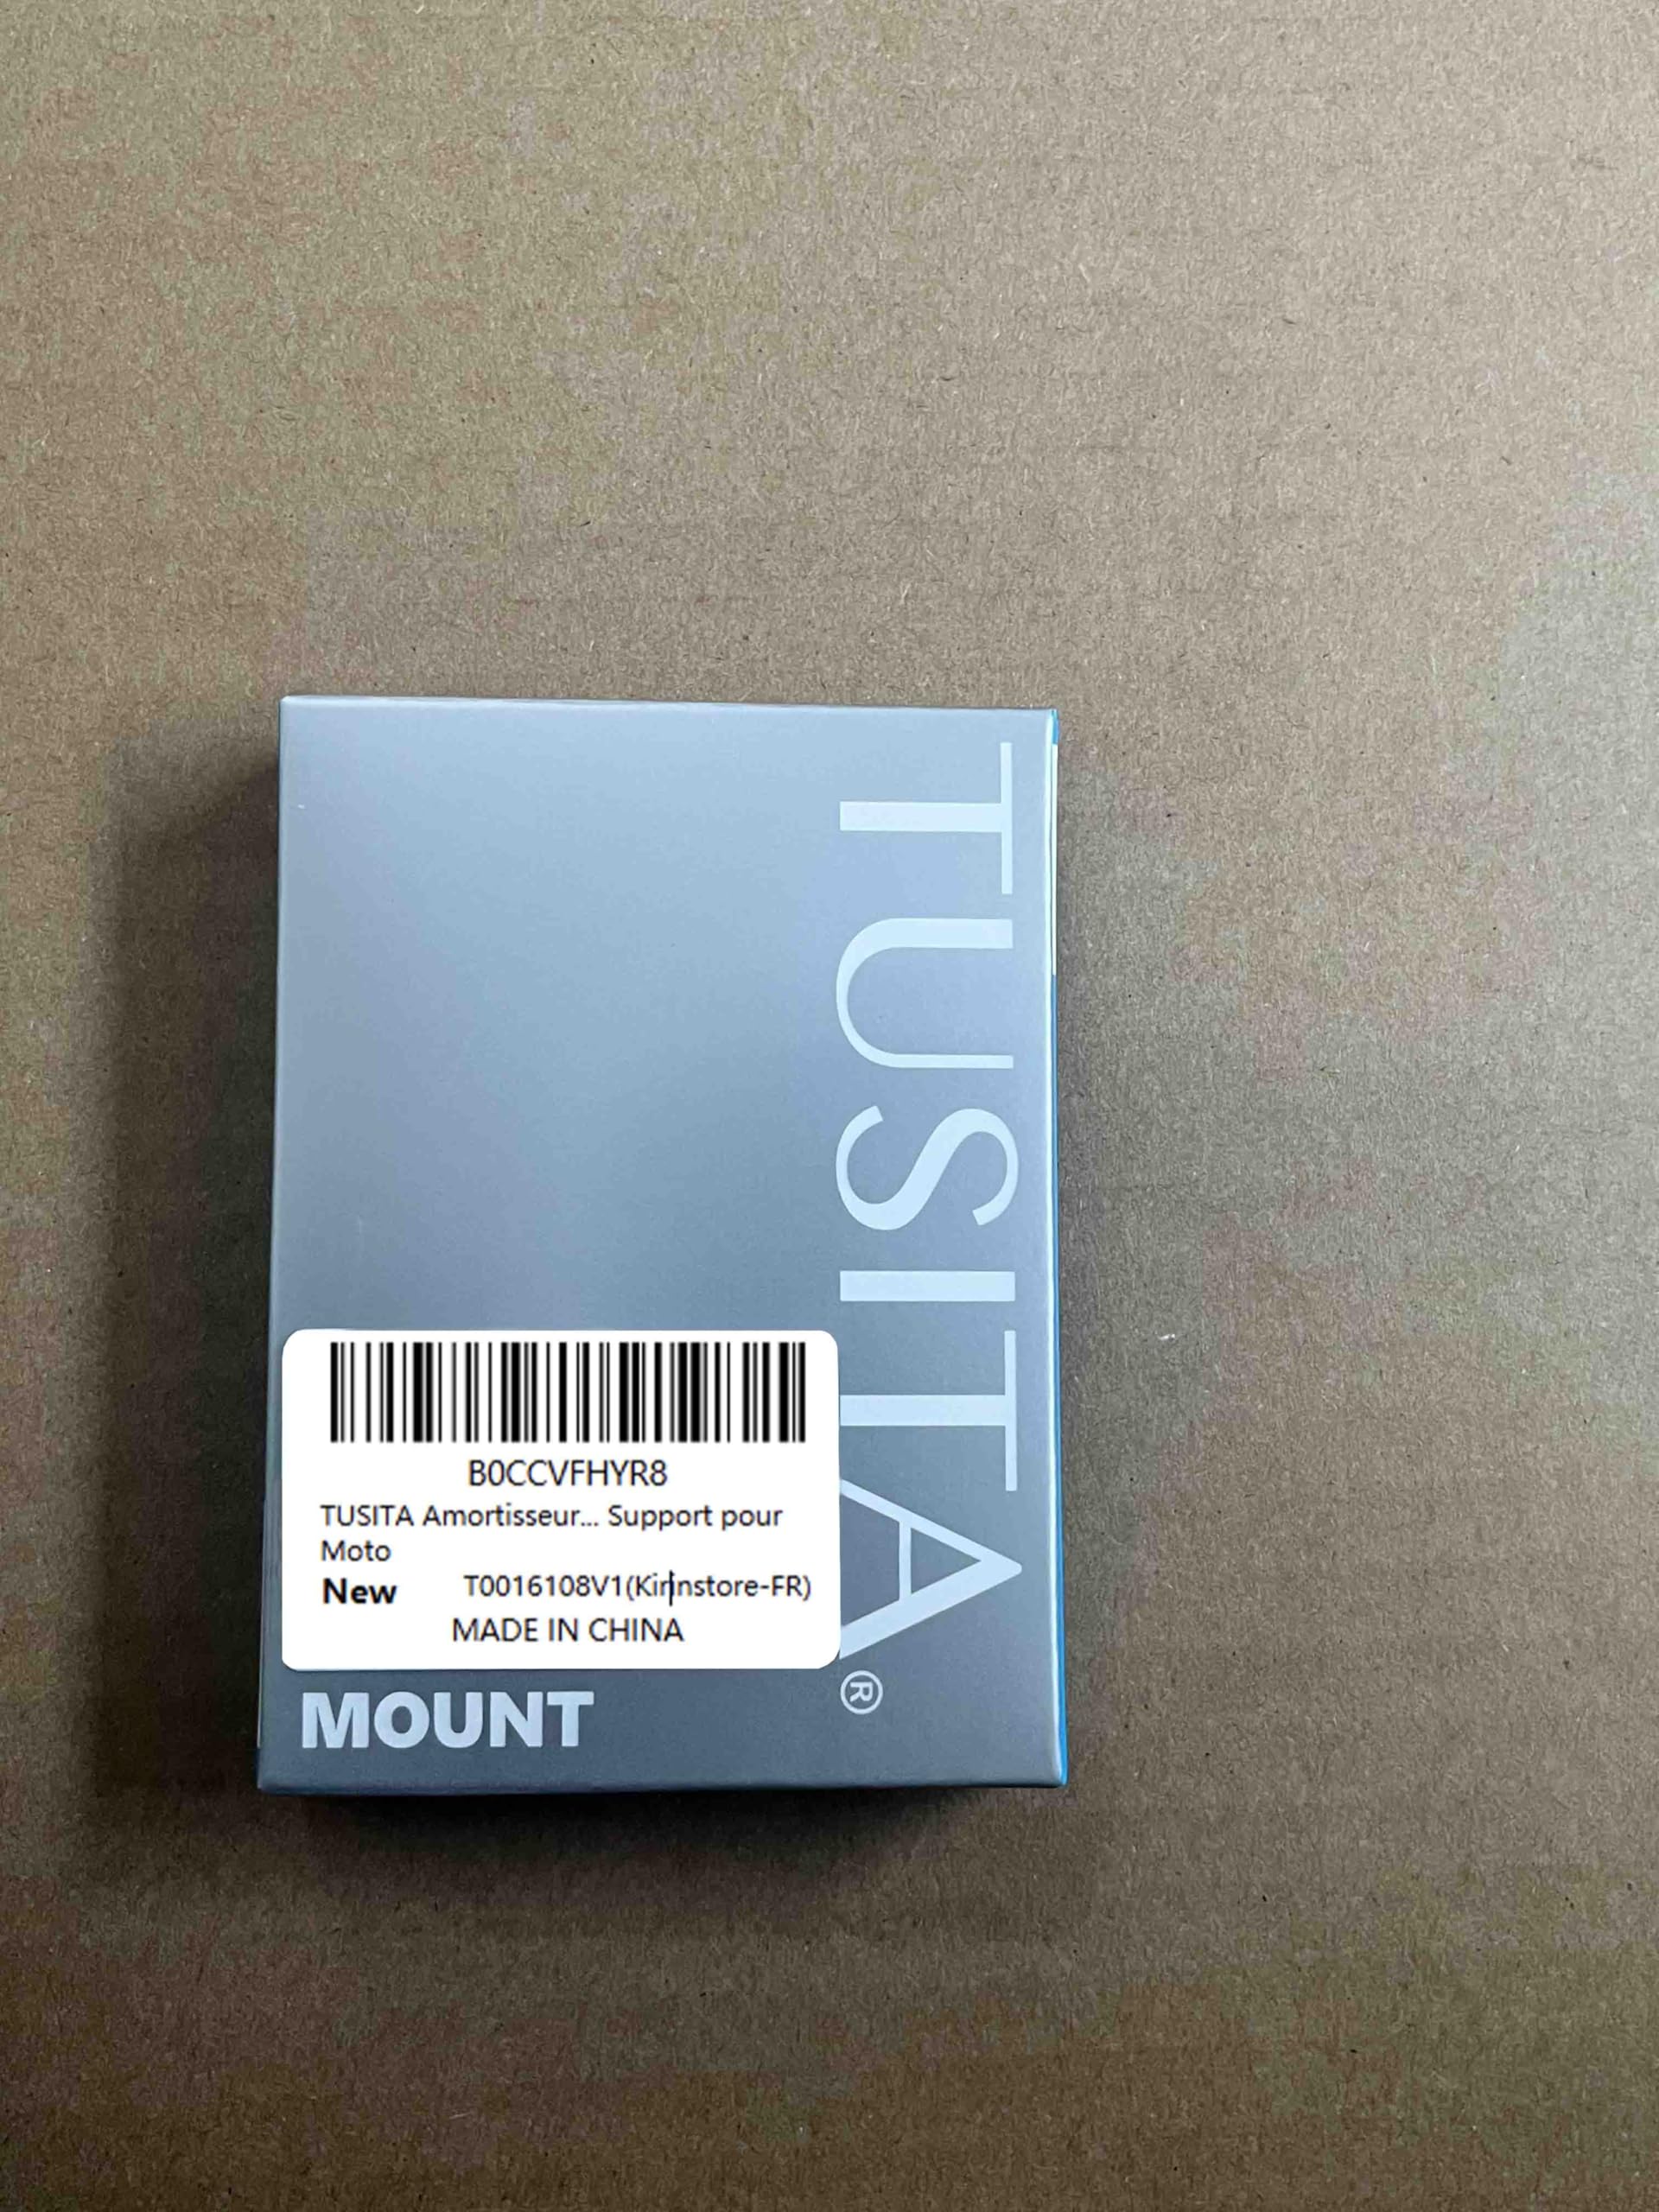 TUSITA®
B0CCVFHYR8
TUSITA Amortisseur... Support pour
Moto
New T0016108V1(Kirinstore-FR)
MADE IN CHINA
MOUNT